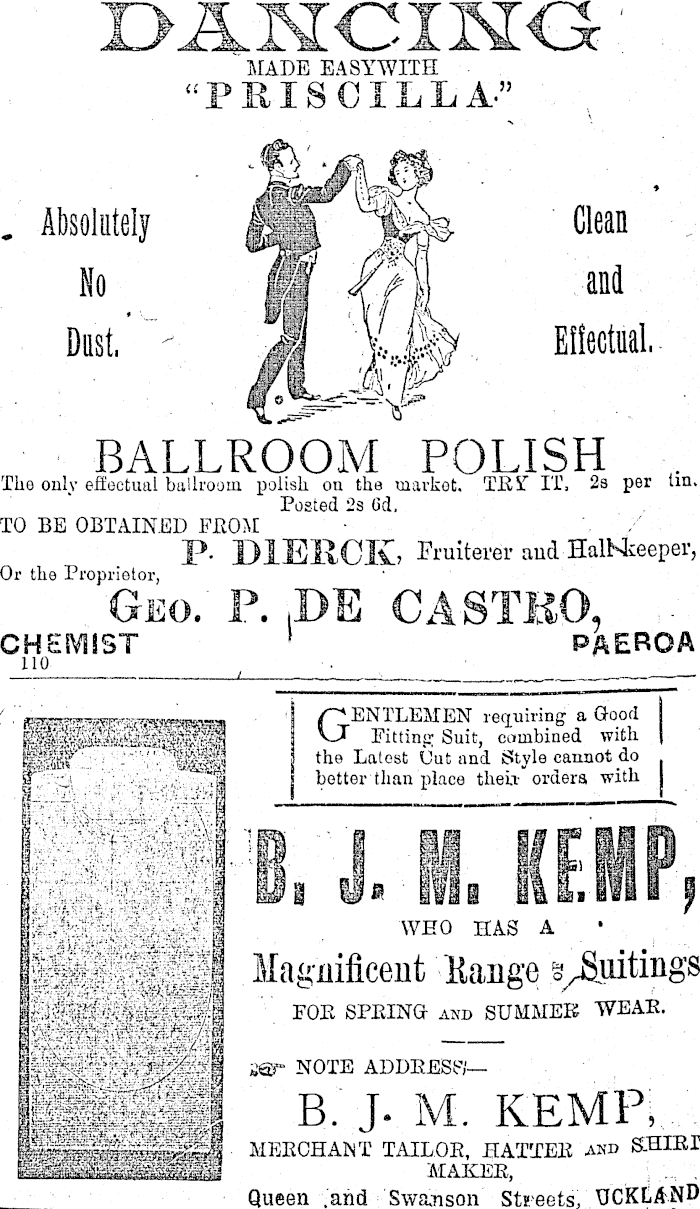 DANCING
MADE EASYWITH
“PRISCILLA.”
Absolutely
No
Dust.
Clean
and
Effectual.
BALLROOM POLISH
The only effectual ballroom polish on the market. TRY IT, 2s per tin.
Posted 2s 6d.
TO BE OBTAINED FROM
P. DIERCK, Fruiterer and Hall-keeper,
Or the Proprietor,
GEO. P. DE CASTRO,
CHEMIST PAEROA
110
GENTLEMEN requiring a Good
Fitting Suit, combined with
the Latest Cut and Style cannot do
better than place their orders with
B. J. M. KEMP,
WHO HAS A
Magnificent Range of Suitings
FOR SPRING AND SUMMER WEAR.
NOTE ADDRESS:—
B. J. M. KEMP,
MERCHANT TAILOR, HATTER AND SHIRT
MAKER,
Queen and Swanson Streets, UCKLAND